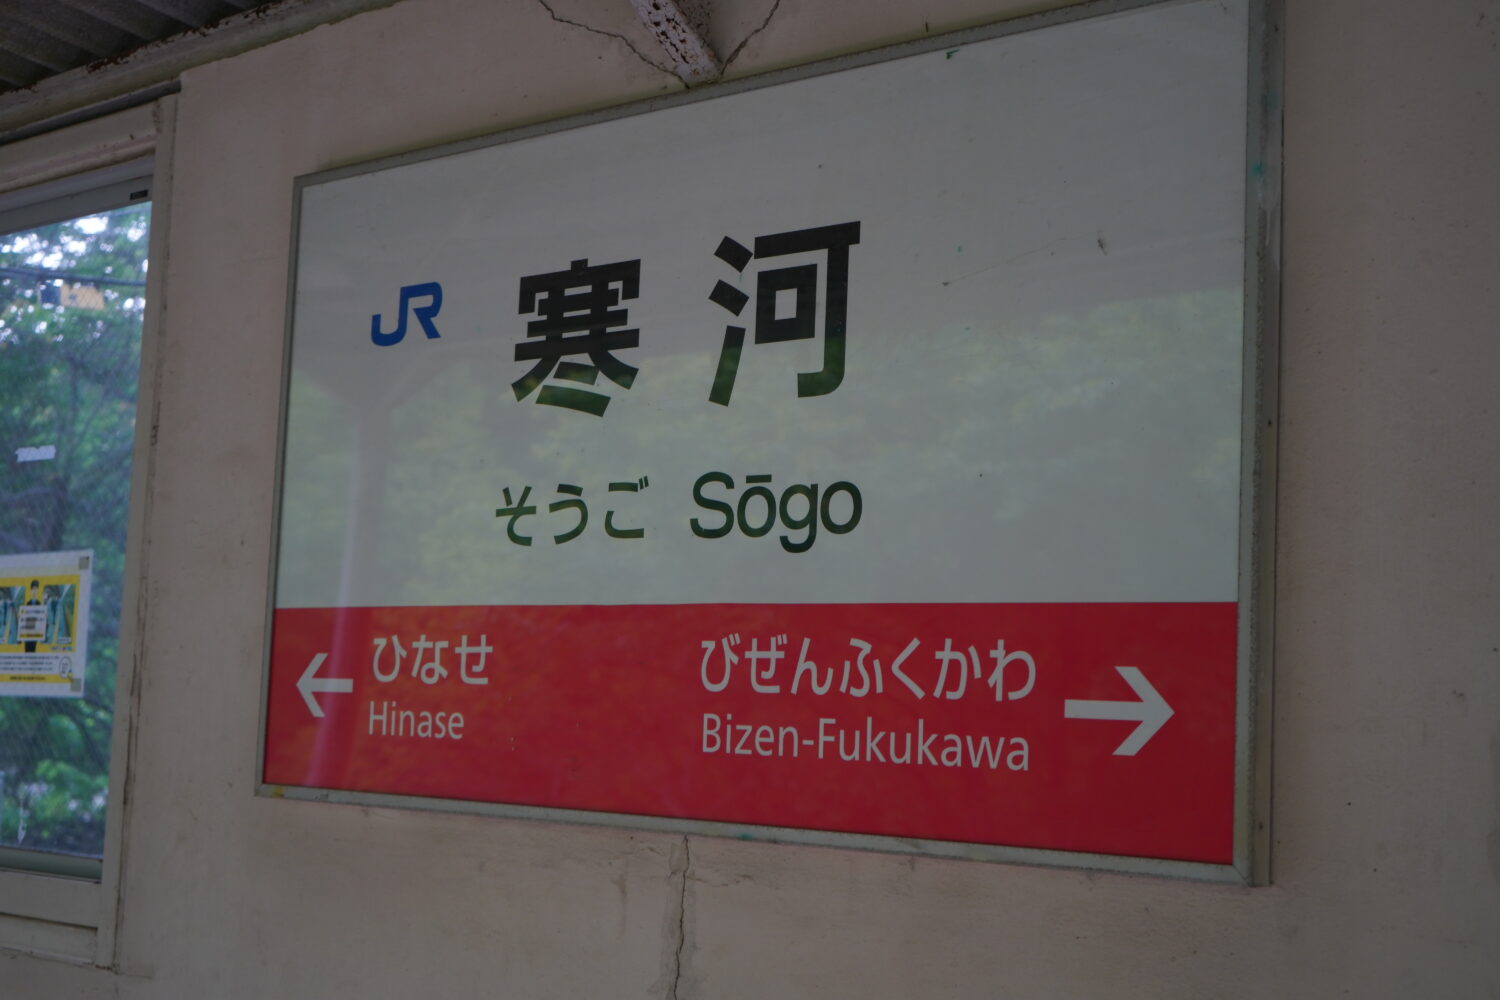 JR 寒河
そうご Sōgo
← ひなせ びぜんふくかわ →
Hinase Bizen-Fukukawa